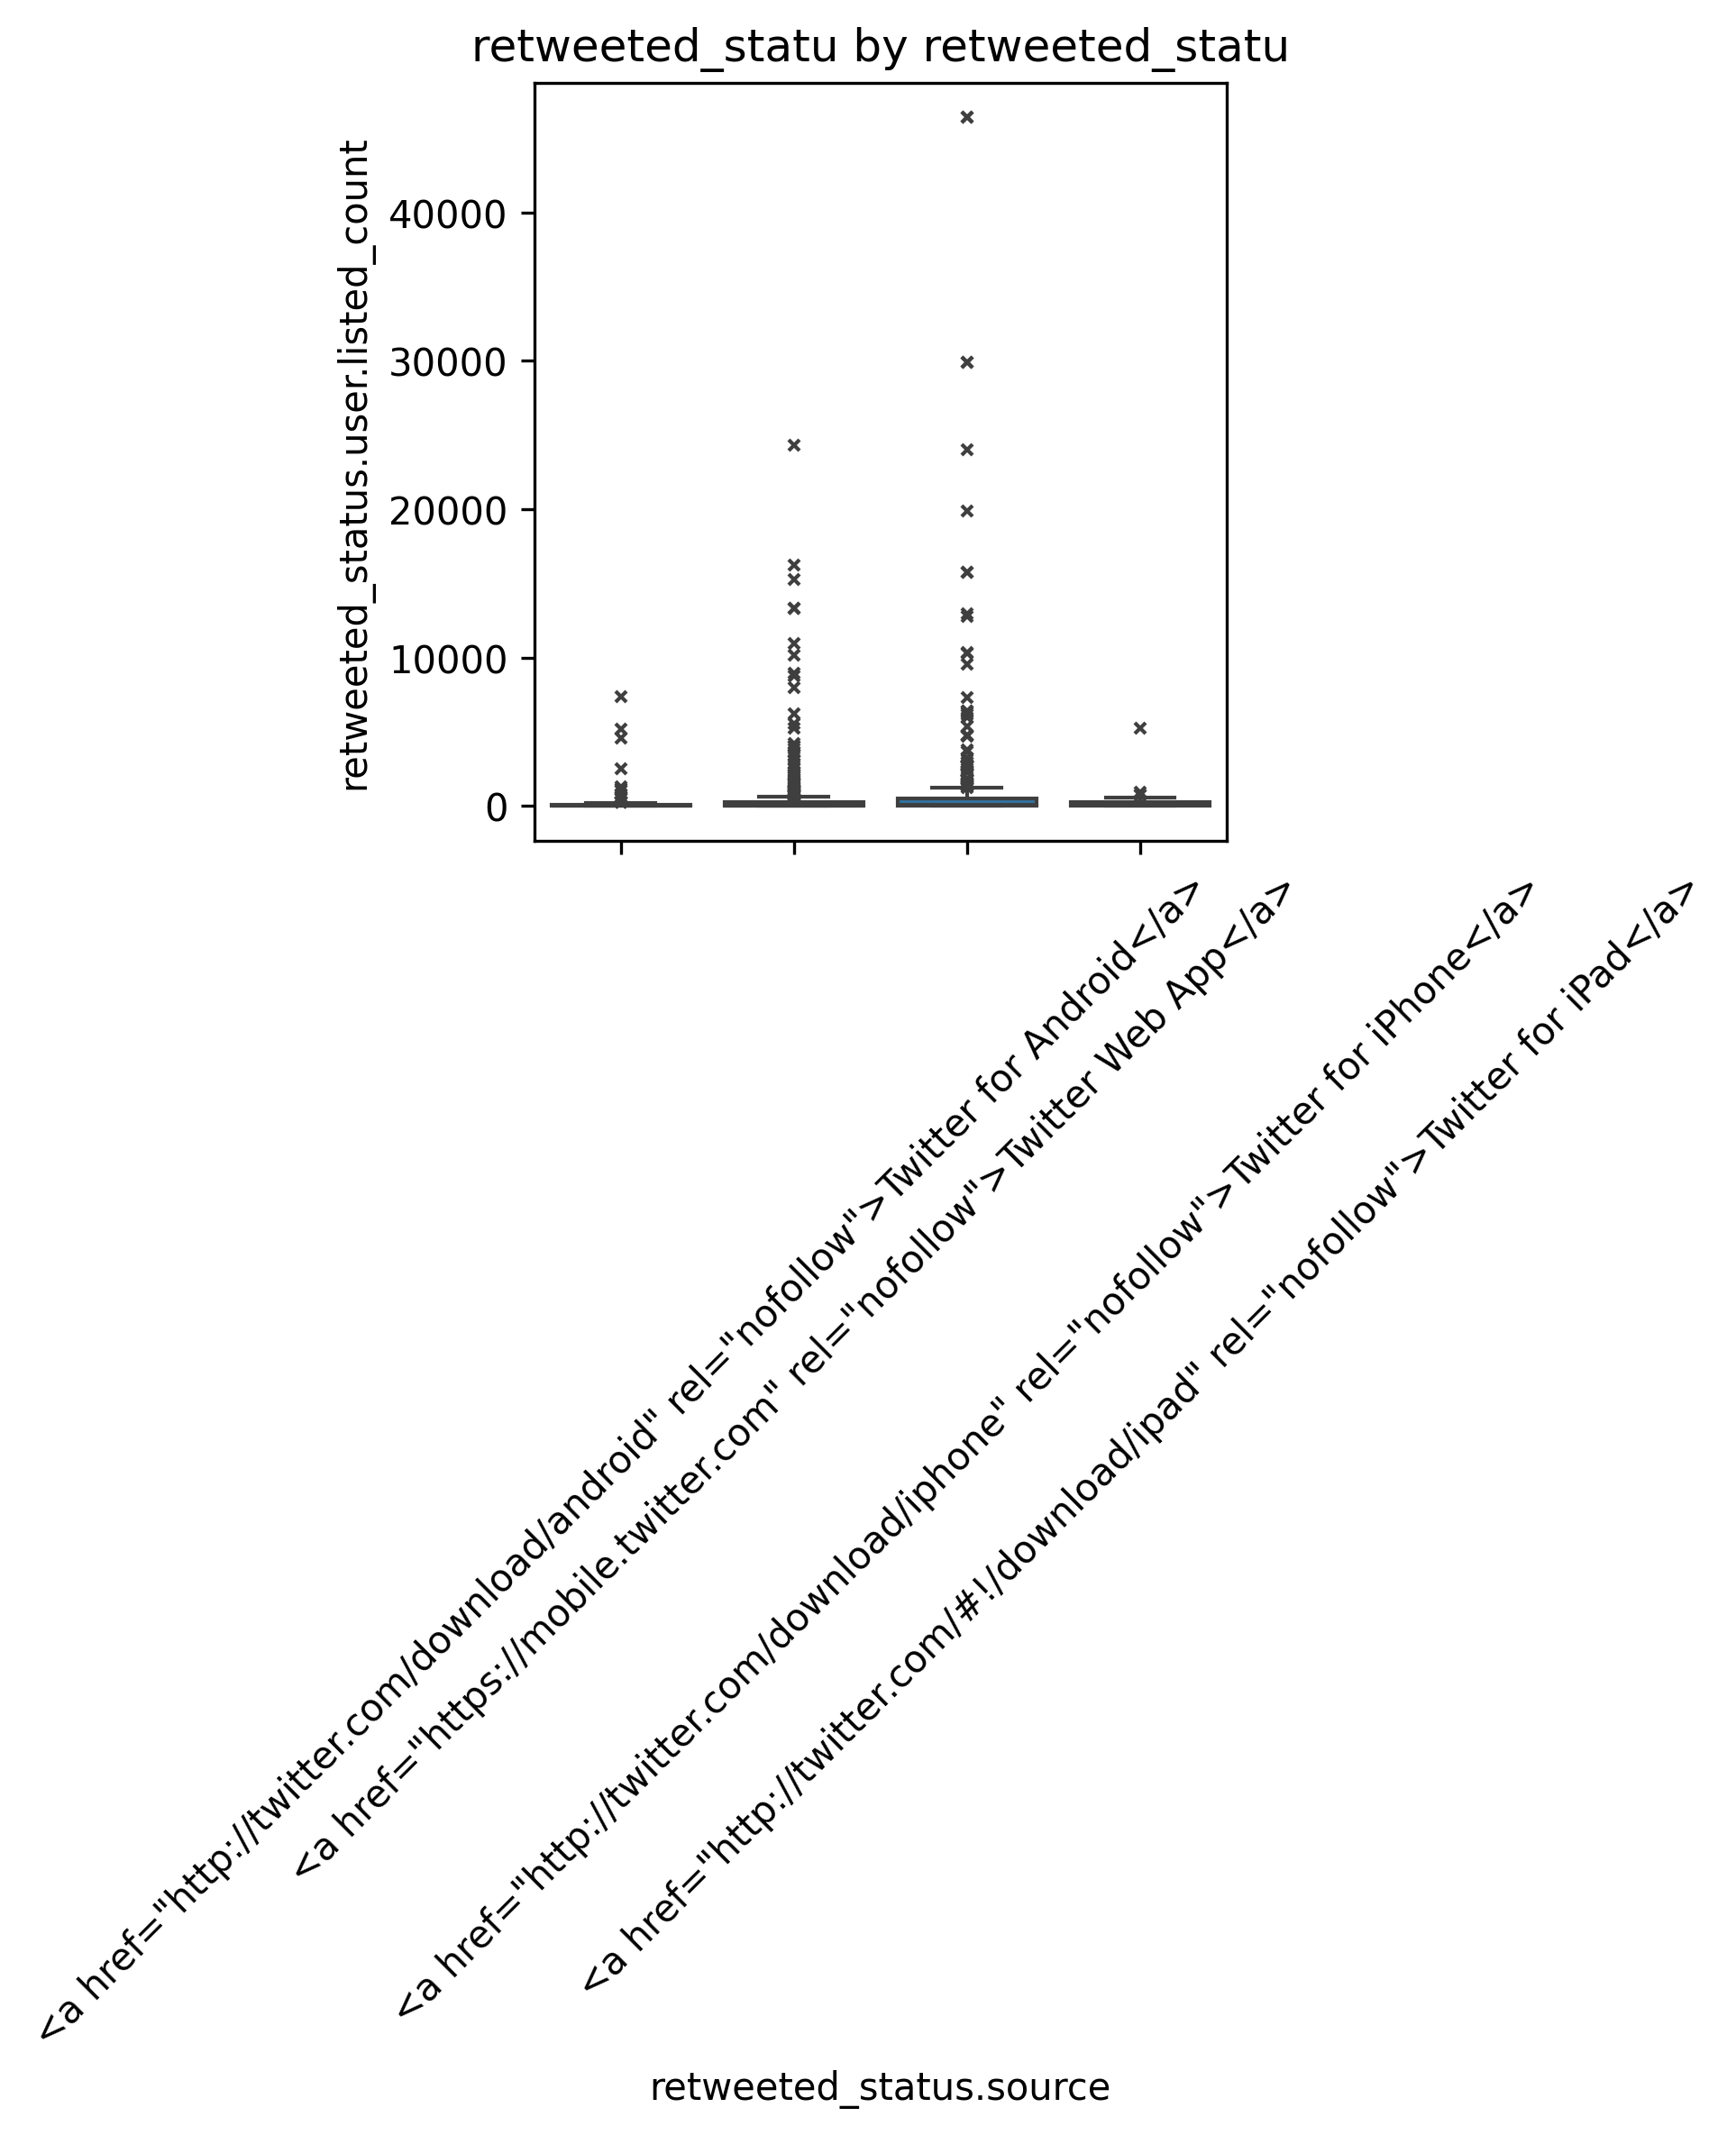 retweeted_statu by retweeted_statu
retweeted_status.user.listed_count
40000
30000
20000
10000
0
<a href="http://twitter.com/download/android" rel="nofollow">Twitter for Android</a>
<a href="https://mobile.twitter.com" rel="nofollow">Twitter Web App</a>
<a href="http://twitter.com/download/iphone" rel="nofollow">Twitter for iPhone</a>
<a href="http://twitter.com/#!/download/ipad" rel="nofollow">Twitter for iPad</a>
retweeted_status.source